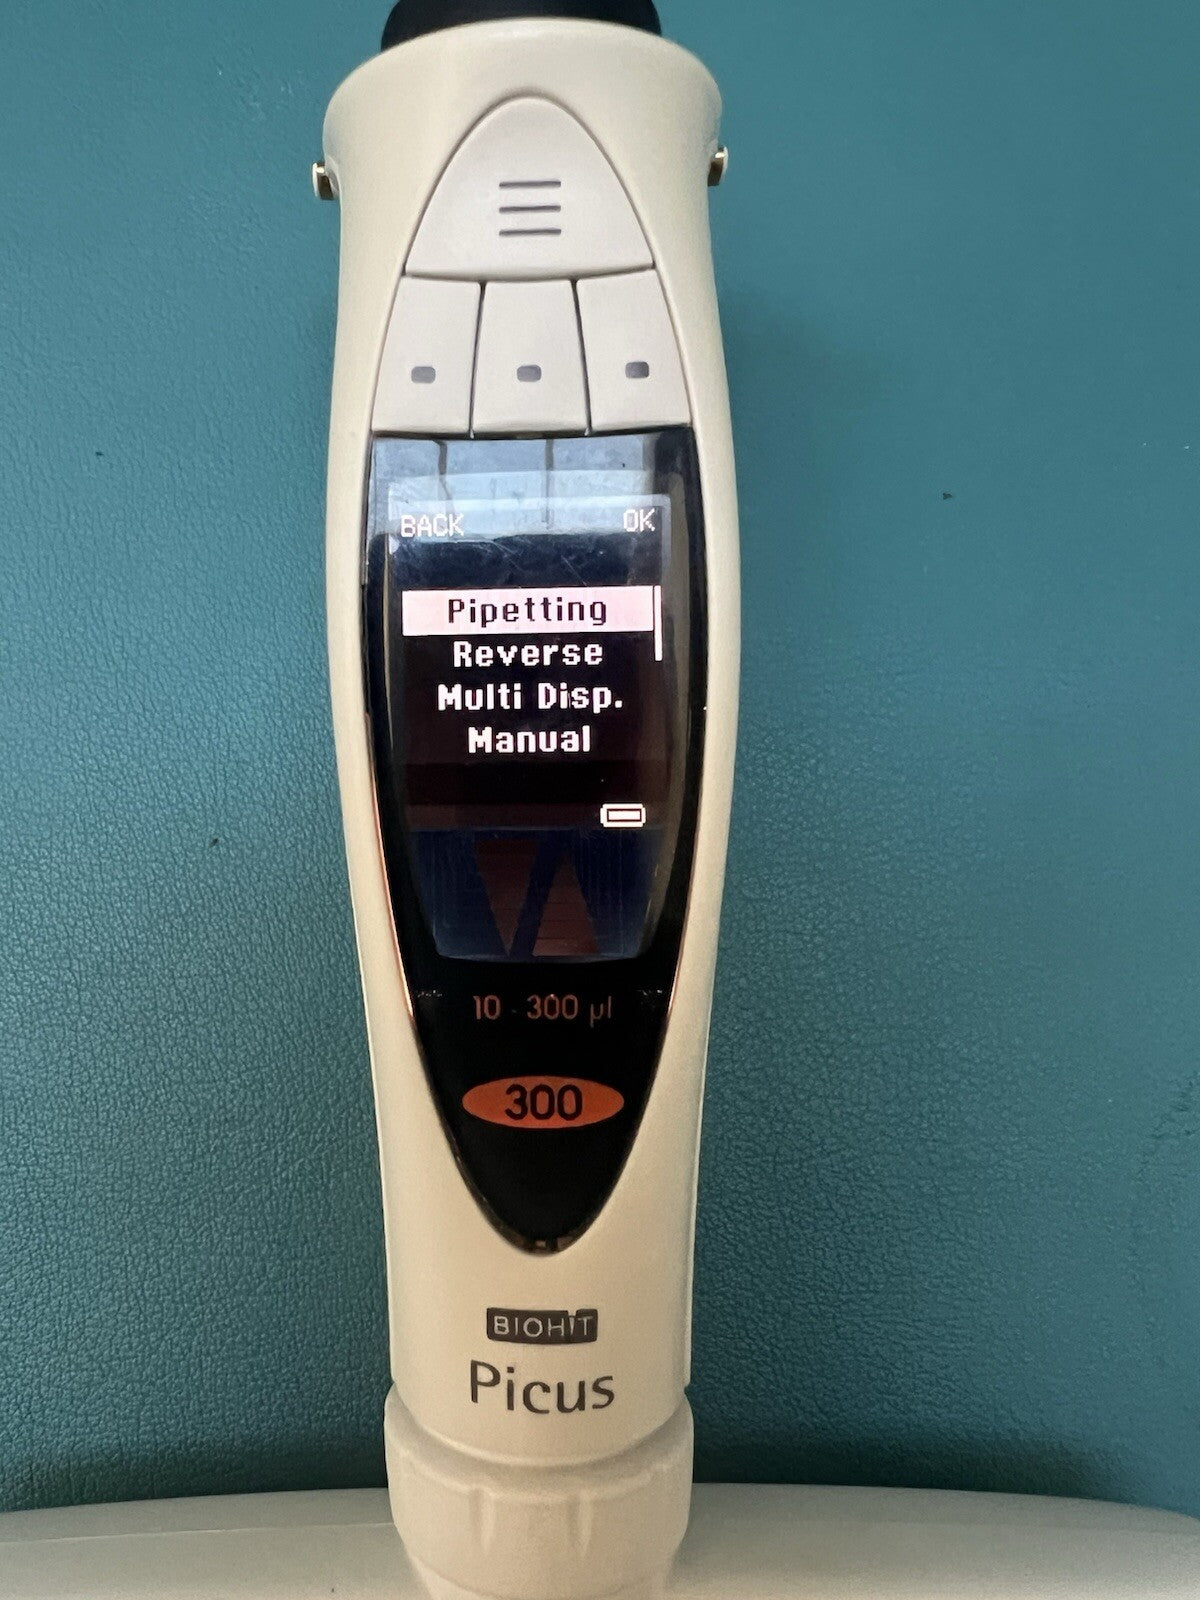 BACK OK
Pipetting
Reverse
Multi Disp.
Manual
10 - 300 µl
300
BIOHIT
Picus